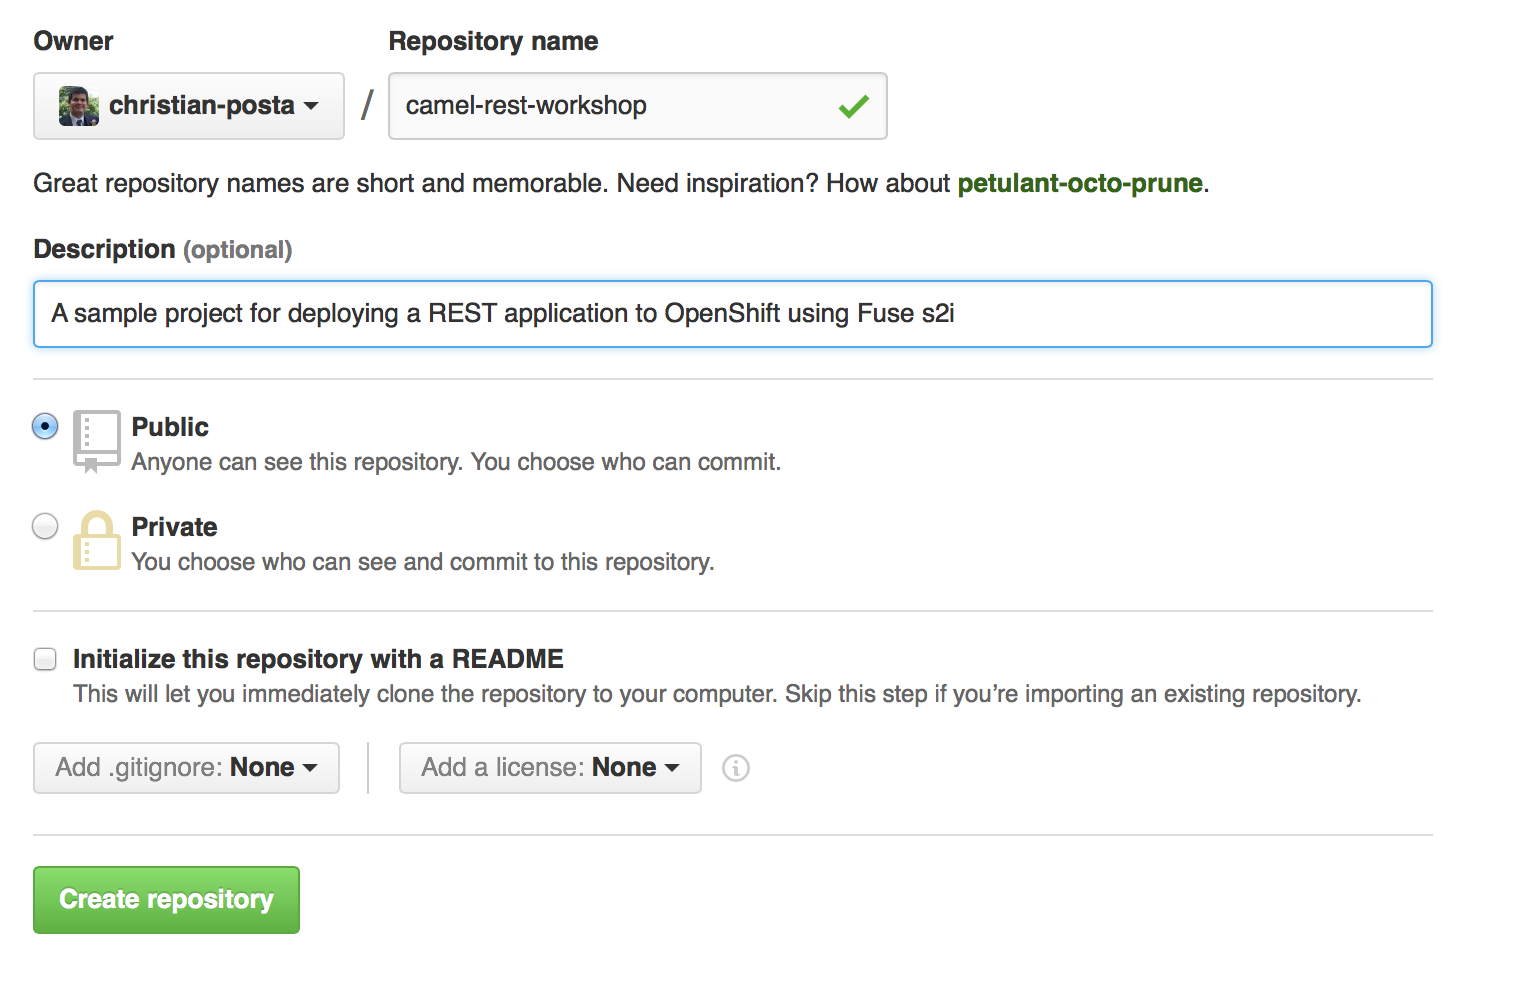 Owner
Repository name
christian-posta
/
camel-rest-workshop
Great repository names are short and memorable. Need inspiration? How about petulant-octo-prune.
Description (optional)
A sample project for deploying a REST application to OpenShift using Fuse s2i
Public
Anyone can see this repository. You choose who can commit.
Private
You choose who can see and commit to this repository.
Initialize this repository with a README
This will let you immediately clone the repository to your computer. Skip this step if you’re importing an existing repository.
Add .gitignore: None
Add a license: None
Create repository